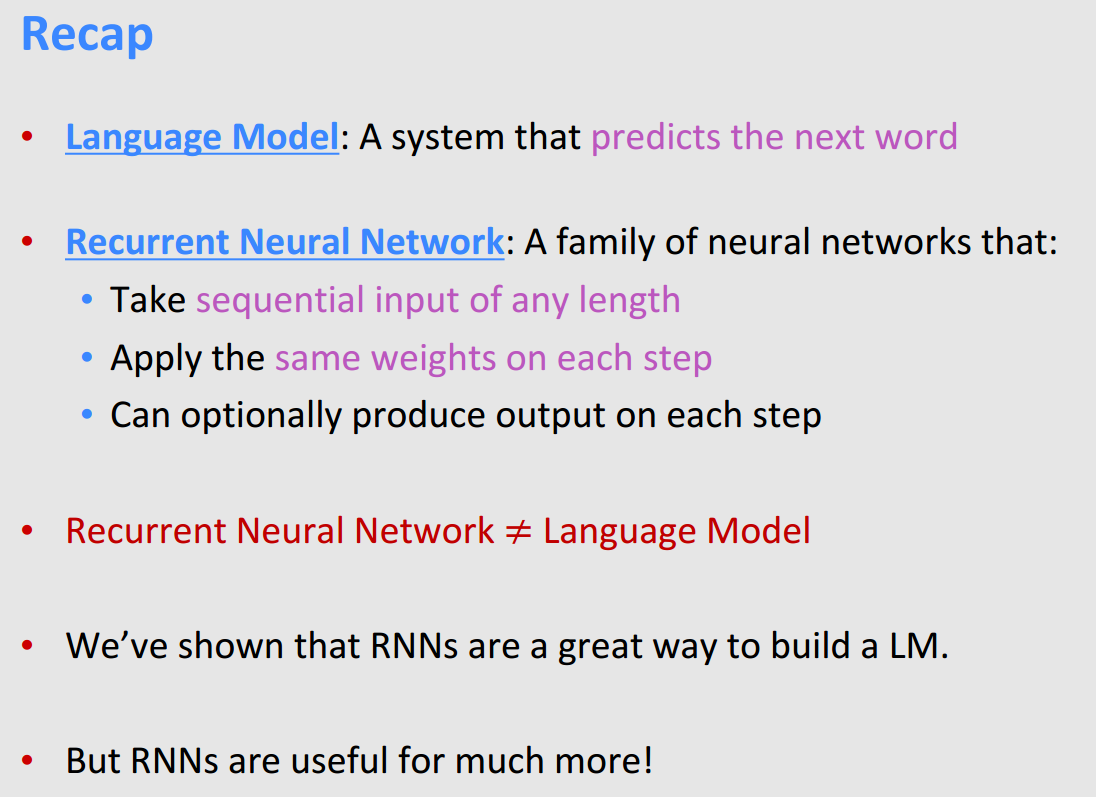 Recap
• Language Model: A system that predicts the next word
• Recurrent Neural Network: A family of neural networks that:
• Take sequential input of any length
• Apply the same weights on each step
• Can optionally produce output on each step
• Recurrent Neural Network ≠ Language Model
• We’ve shown that RNNs are a great way to build a LM.
• But RNNs are useful for much more!